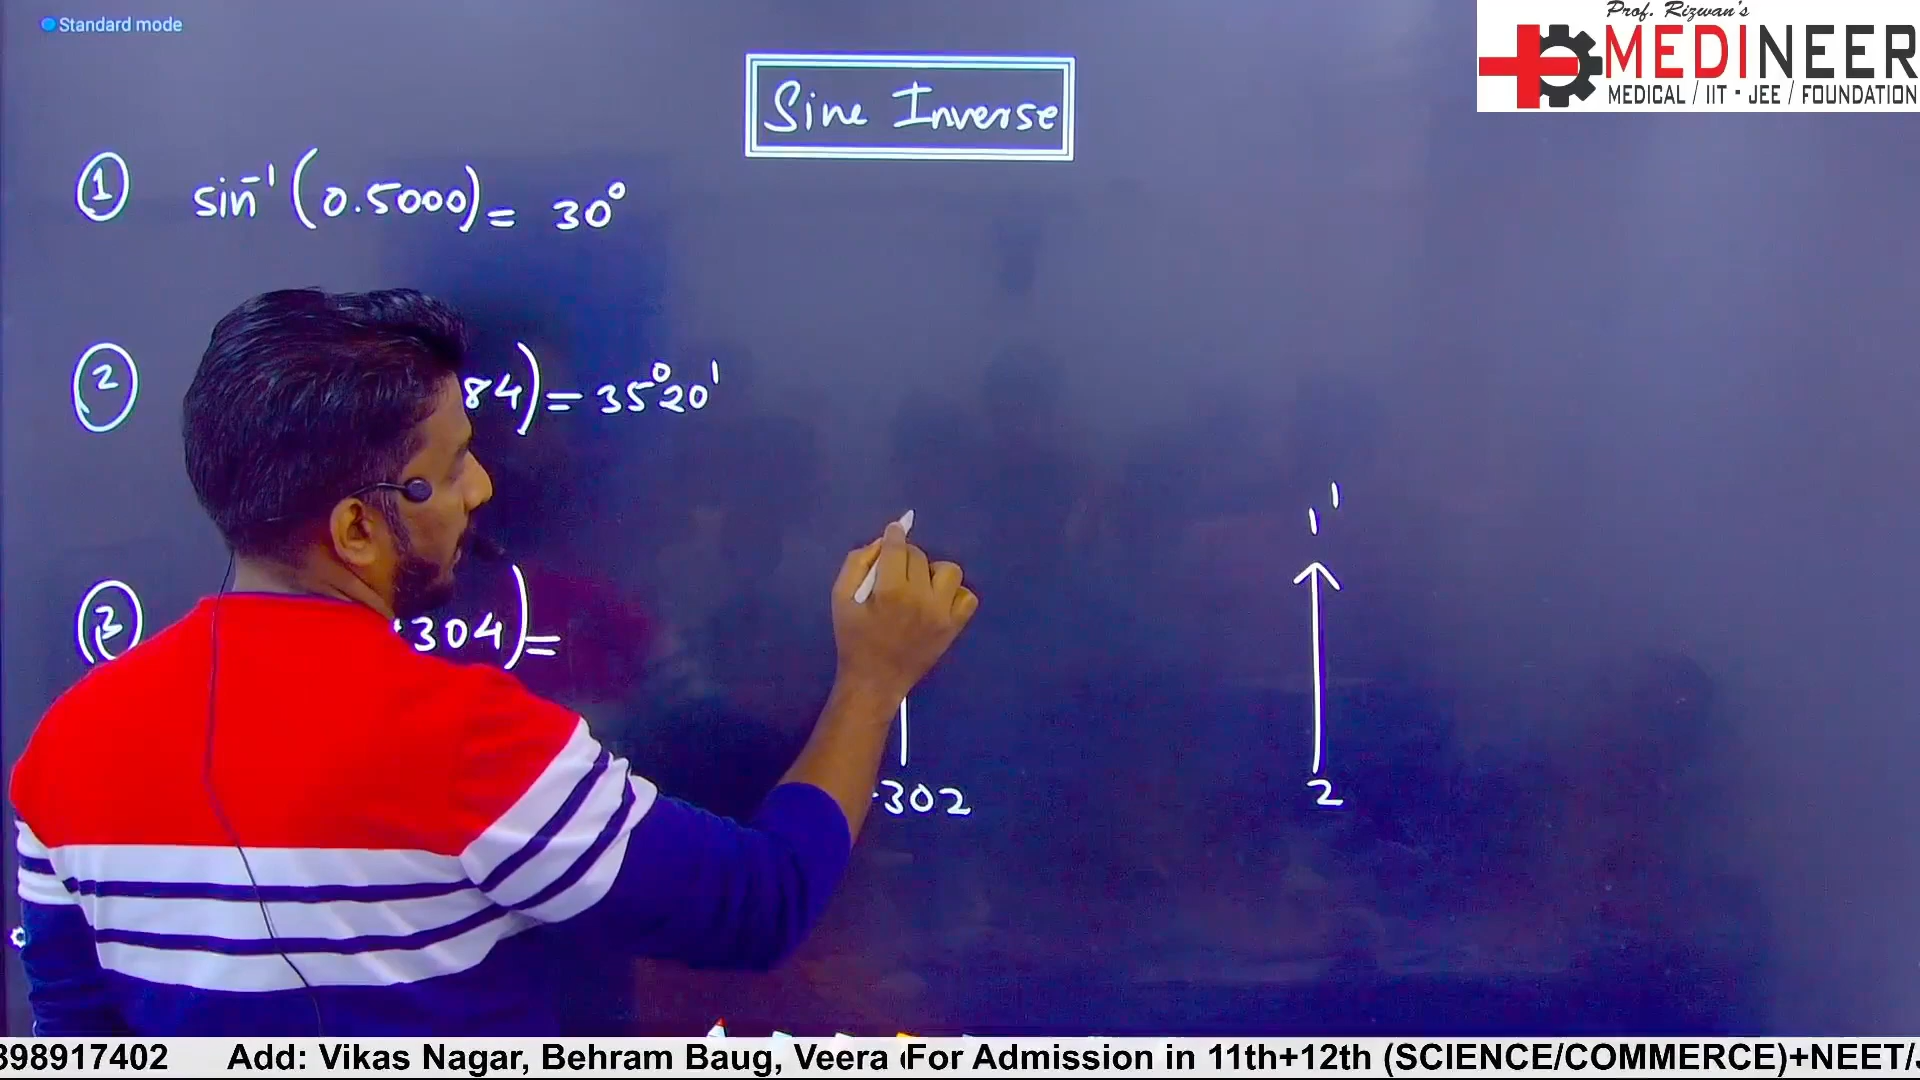 Standard mode
Prof. Rizwan's
MEDINEER
MEDICAL / IIT - JEE / FOUNDATION
Sine Inverse
1 sin⁻¹(0.5000) = 30°
2 84) = 35°20'
3 .304) =
1'
.302
2
898917402 Add: Vikas Nagar, Behram Baug, Veera For Admission in 11th+12th (SCIENCE/COMMERCE)+NEET/J